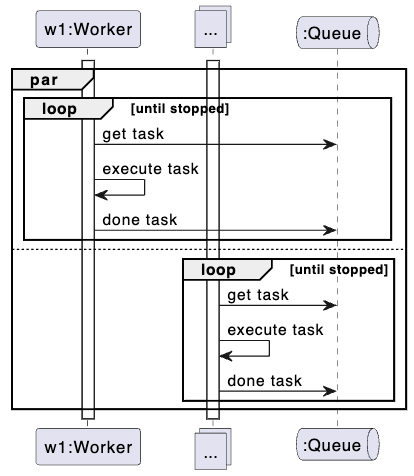 w1:Worker
...
:Queue
par
loop [until stopped]
get task
execute task
done task
loop [until stopped]
get task
execute task
done task
w1:Worker
...
:Queue